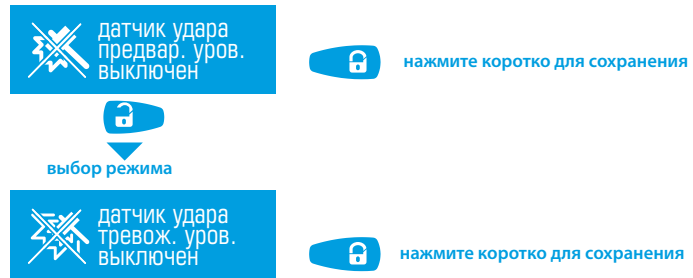 датчик удара
предвар. уров.
выключен
нажмите коротко для сохранения
выбор режима
датчик удара
тревож. уров.
выключен
нажмите коротко для сохранения